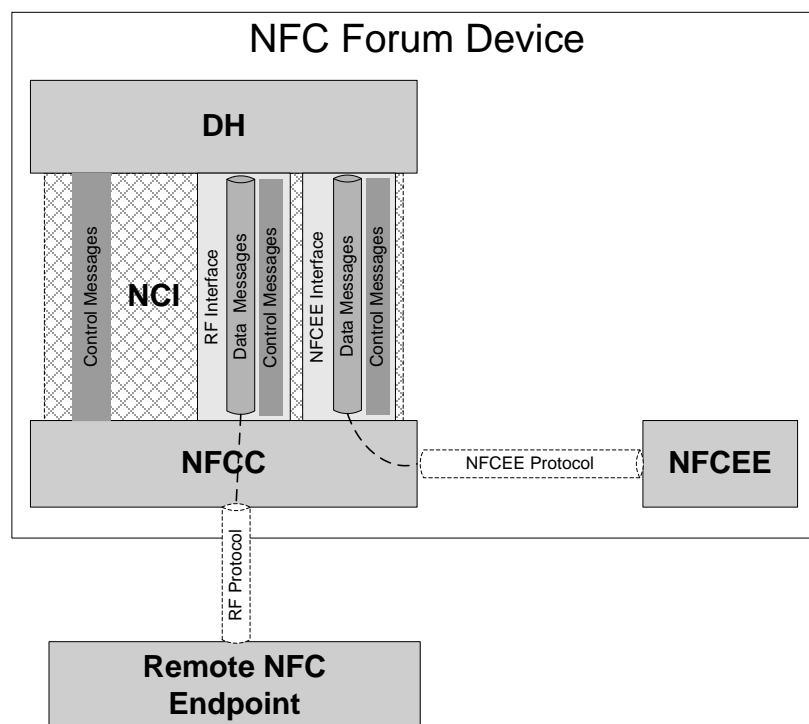 NFC Forum Device
DH
Control Messages
NCI
RF Interface
Data Messages
Control Messages
NFCEE Interface
Data Messages
Control Messages
NFCC
NFCEE Protocol
NFCEE
RF Protocol
Remote NFC
Endpoint